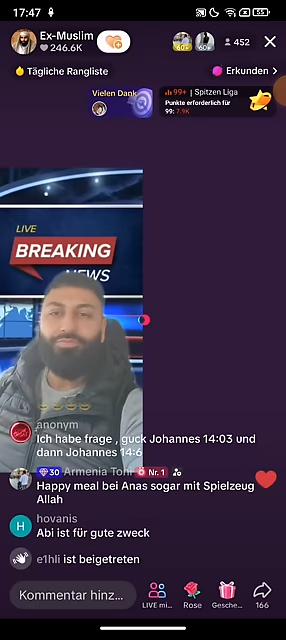 17:47
55
Ex-Muslim
246.6K
60+
60+
452
Tägliche Rangliste
Erkunden >
Vielen Dank
99+ | Spitzen Liga
Punkte erforderlich für
99: 7.9K
LIVE
BREAKING
NEWS
anonym
Ich habe frage , guck Johannes 14:03 und
dann Johannes 14:6
30 Armenia Nr. 1
Happy meal bei Anas sogar mit Spielzeug
Allah
H hovanis
Abi ist für gute zweck
e1hli ist beigetreten
Kommentar hinz...
LIVE mi...
Rose
Gesche...
166